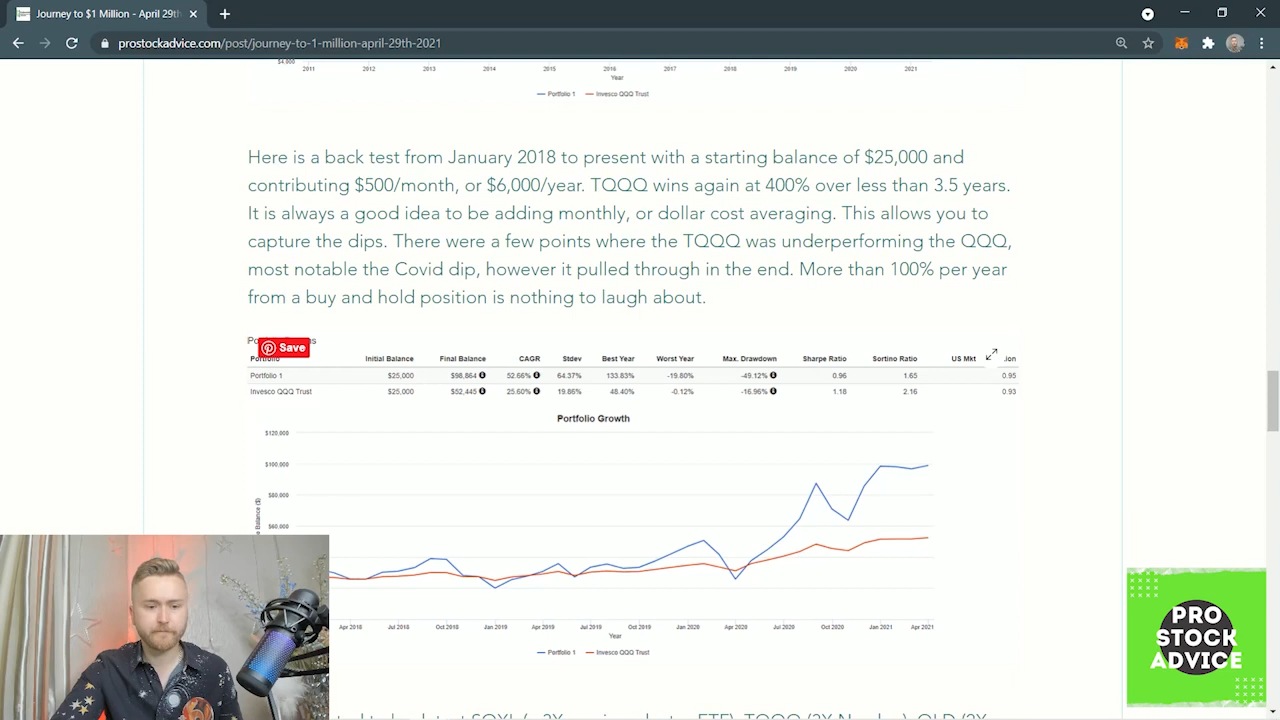 Journey to $1 Million - April 29th
prostockadvice.com/post/journey-to-1-million-april-29th-2021
$4,000
2011 2012 2013 2014 2015 2016 2017 2018 2019 2020 2021
Year
Portfolio 1 Invesco QQQ Trust
Here is a back test from January 2018 to present with a starting balance of $25,000 and
contributing $500/month, or $6,000/year. TQQQ wins again at 400% over less than 3.5 years.
It is always a good idea to be adding monthly, or dollar cost averaging. This allows you to
capture the dips. There were a few points where the TQQQ was underperforming the QQQ,
most notable the Covid dip, however it pulled through in the end. More than 100% per year
from a buy and hold position is nothing to laugh about.
Save
Portfolio Initial Balance Final Balance CAGR Stdev Best Year Worst Year Max. Drawdown Sharpe Ratio Sortino Ratio US Mkt
Portfolio 1 $25,000 $98,864 52.66% 64.37% 133.83% -19.80% -49.12% 0.96 1.65 0.95
Invesco QQQ Trust $25,000 $52,445 25.60% 19.86% 48.40% -0.12% -16.96% 1.18 2.16 0.93
Portfolio Growth
$120,000
$100,000
$80,000
$60,000
Balance ($)
Apr 2018 Jul 2018 Oct 2018 Jan 2019 Apr 2019 Jul 2019 Oct 2019 Jan 2020 Apr 2020 Jul 2020 Oct 2020 Jan 2021 Apr 2021
Year
Portfolio 1 Invesco QQQ Trust
PRO
STOCK
ADVICE